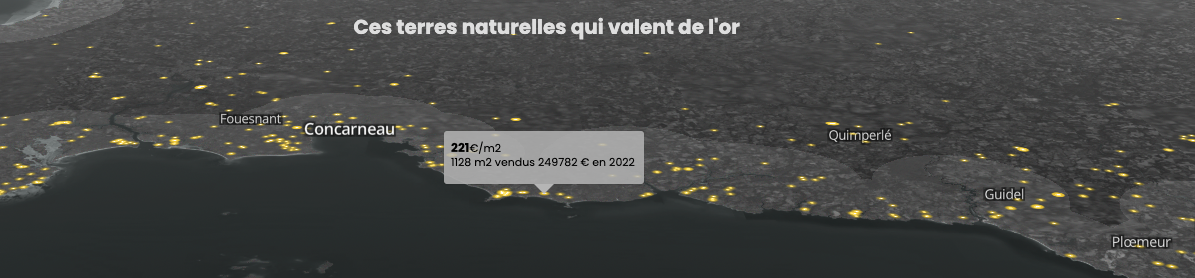 Ces terres naturelles qui valent de l'or
Fouesnant
Concarneau
Quimperlé
221€/m2
1128 m2 vendus 249782 € en 2022
Guidel
Plœmeur